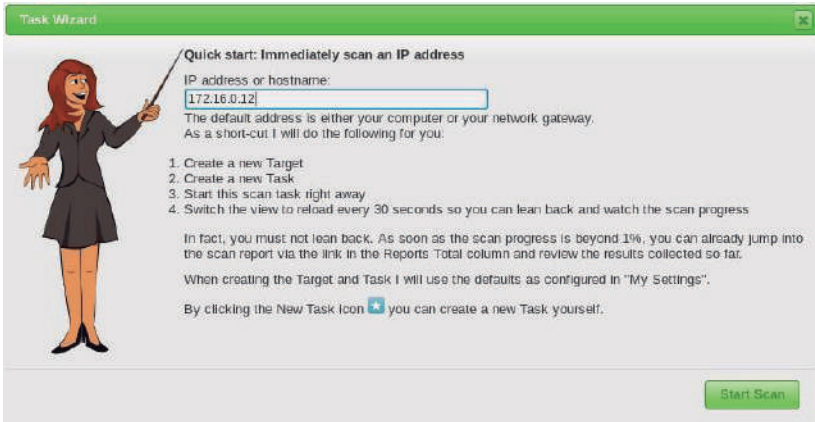 Task Wizard
Quick start: Immediately scan an IP address
IP address or hostname:
172.16.0.12
The default address is either your computer or your network gateway.
As a short-cut I will do the following for you:
1. Create a new Target
2. Create a new Task
3. Start this scan task right away
4. Switch the view to reload every 30 seconds so you can lean back and watch the scan progress
In fact, you must not lean back. As soon as the scan progress is beyond 1%, you can already jump into
the scan report via the link in the Reports Total column and review the results collected so far.
When creating the Target and Task I will use the defaults as configured in "My Settings".
By clicking the New Task icon you can create a new Task yourself.
Start Scan